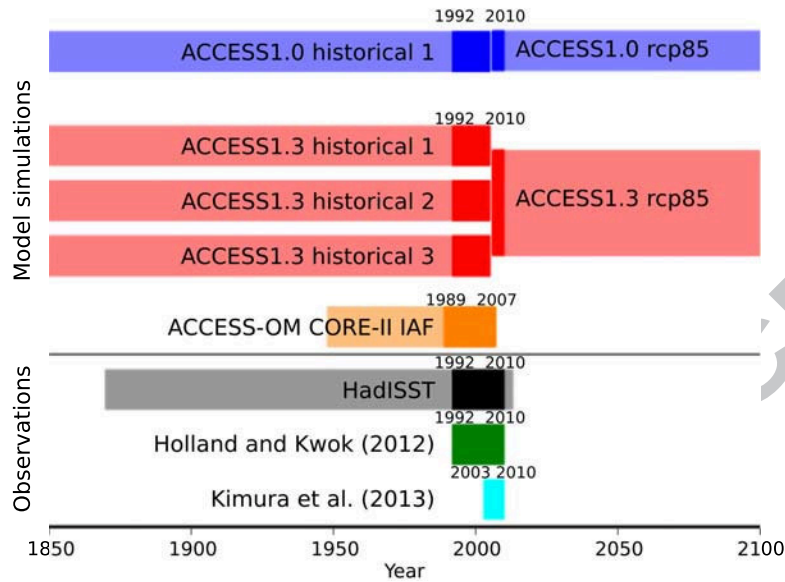 1992 2010
ACCESS1.0 historical 1 ACCESS1.0 rcp85
1992 2010
ACCESS1.3 historical 1
ACCESS1.3 historical 2 ACCESS1.3 rcp85
ACCESS1.3 historical 3
Model simulations
1989 2007
ACCESS-OM CORE-II IAF
1992 2010
HadISST
1992 2010
Holland and Kwok (2012)
2003 2010
Kimura et al. (2013)
Observations
1850 1900 1950 2000 2050 2100
Year